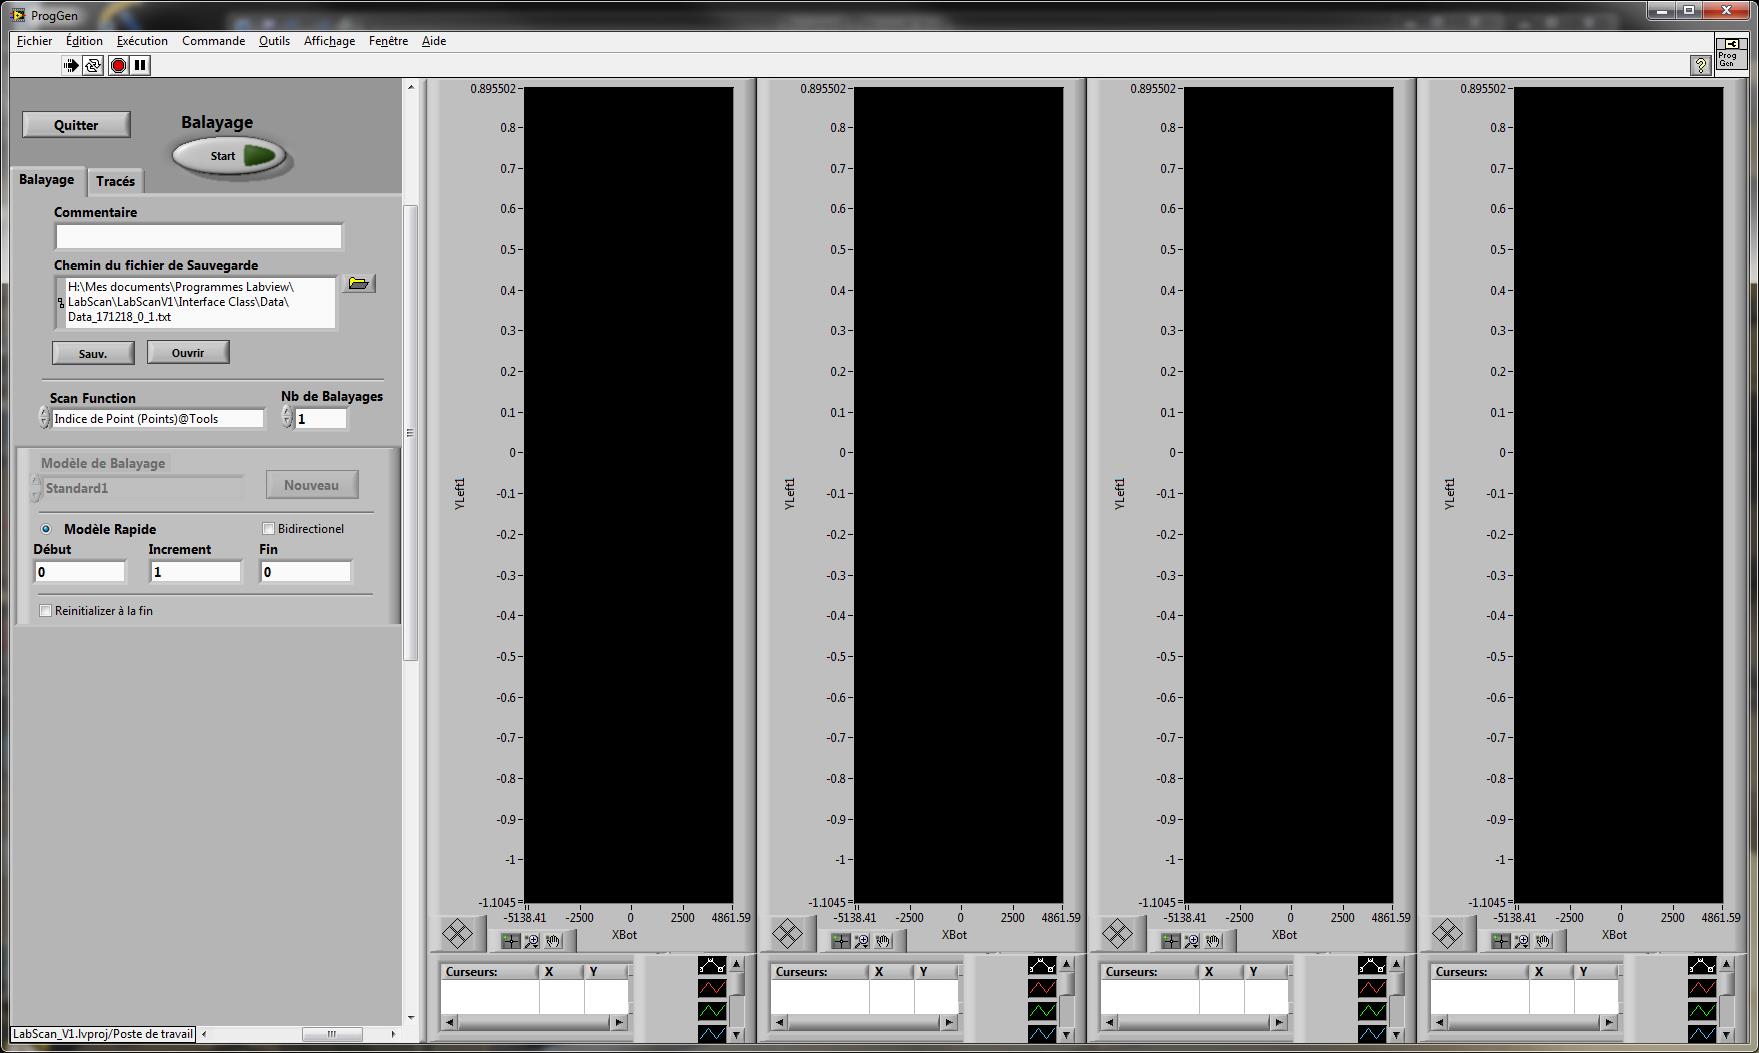 ProgGen
Fichier Édition Exécution Commande Outils Affichage Fenêtre Aide
Prog
Gen
?
Quitter
Balayage
Start
Balayage Tracés
Commentaire
Chemin du fichier de Sauvegarde
H:\Mes documents\Programmes Labview\
LabScan\LabScanV1\Interface Class\Data\
Data_171218_0_1.txt
Sauv. Ouvrir
Scan Function Nb de Balayages
Indice de Point (Points)@Tools 1
Modèle de Balayage
Standard1 Nouveau
Modèle Rapide Bidirectionel
Début Increment Fin
0 1 0
Reinitializer à la fin
LabScan_V1.lvproj/Poste de travail
0.895502
0.8
0.7
0.6
0.5
0.4
0.3
0.2
0.1
0
-0.1
-0.2
-0.3
-0.4
-0.5
-0.6
-0.7
-0.8
-0.9
-1
-1.1045
YLeft1
-5138.41 -2500 0 2500 4861.59
XBot
Curseurs: X Y
0.895502
0.8
0.7
0.6
0.5
0.4
0.3
0.2
0.1
0
-0.1
-0.2
-0.3
-0.4
-0.5
-0.6
-0.7
-0.8
-0.9
-1
-1.1045
YLeft1
-5138.41 -2500 0 2500 4861.59
XBot
Curseurs: X Y
0.895502
0.8
0.7
0.6
0.5
0.4
0.3
0.2
0.1
0
-0.1
-0.2
-0.3
-0.4
-0.5
-0.6
-0.7
-0.8
-0.9
-1
-1.1045
YLeft1
-5138.41 -2500 0 2500 4861.59
XBot
Curseurs: X Y
0.895502
0.8
0.7
0.6
0.5
0.4
0.3
0.2
0.1
0
-0.1
-0.2
-0.3
-0.4
-0.5
-0.6
-0.7
-0.8
-0.9
-1
-1.1045
YLeft1
-5138.41 -2500 0 2500 4861.59
XBot
Curseurs: X Y